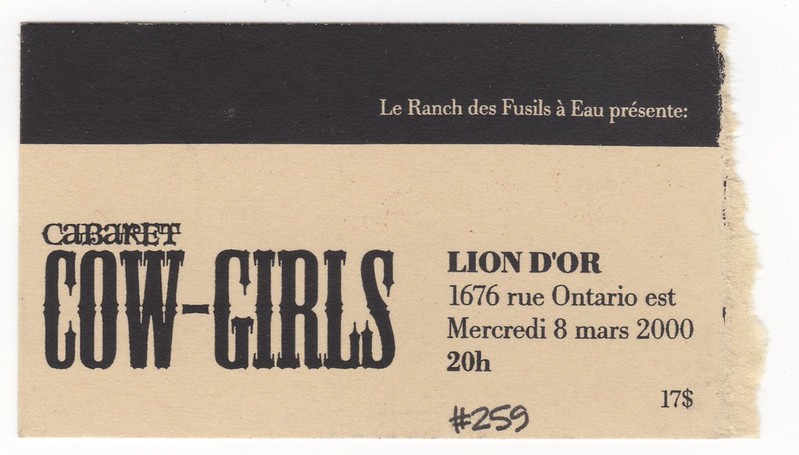 Le Ranch des Fusils à Eau présente:
CABARET
COW-GIRLS
LION D'OR
1676 rue Ontario est
Mercredi 8 mars 2000
20h
17$
#259